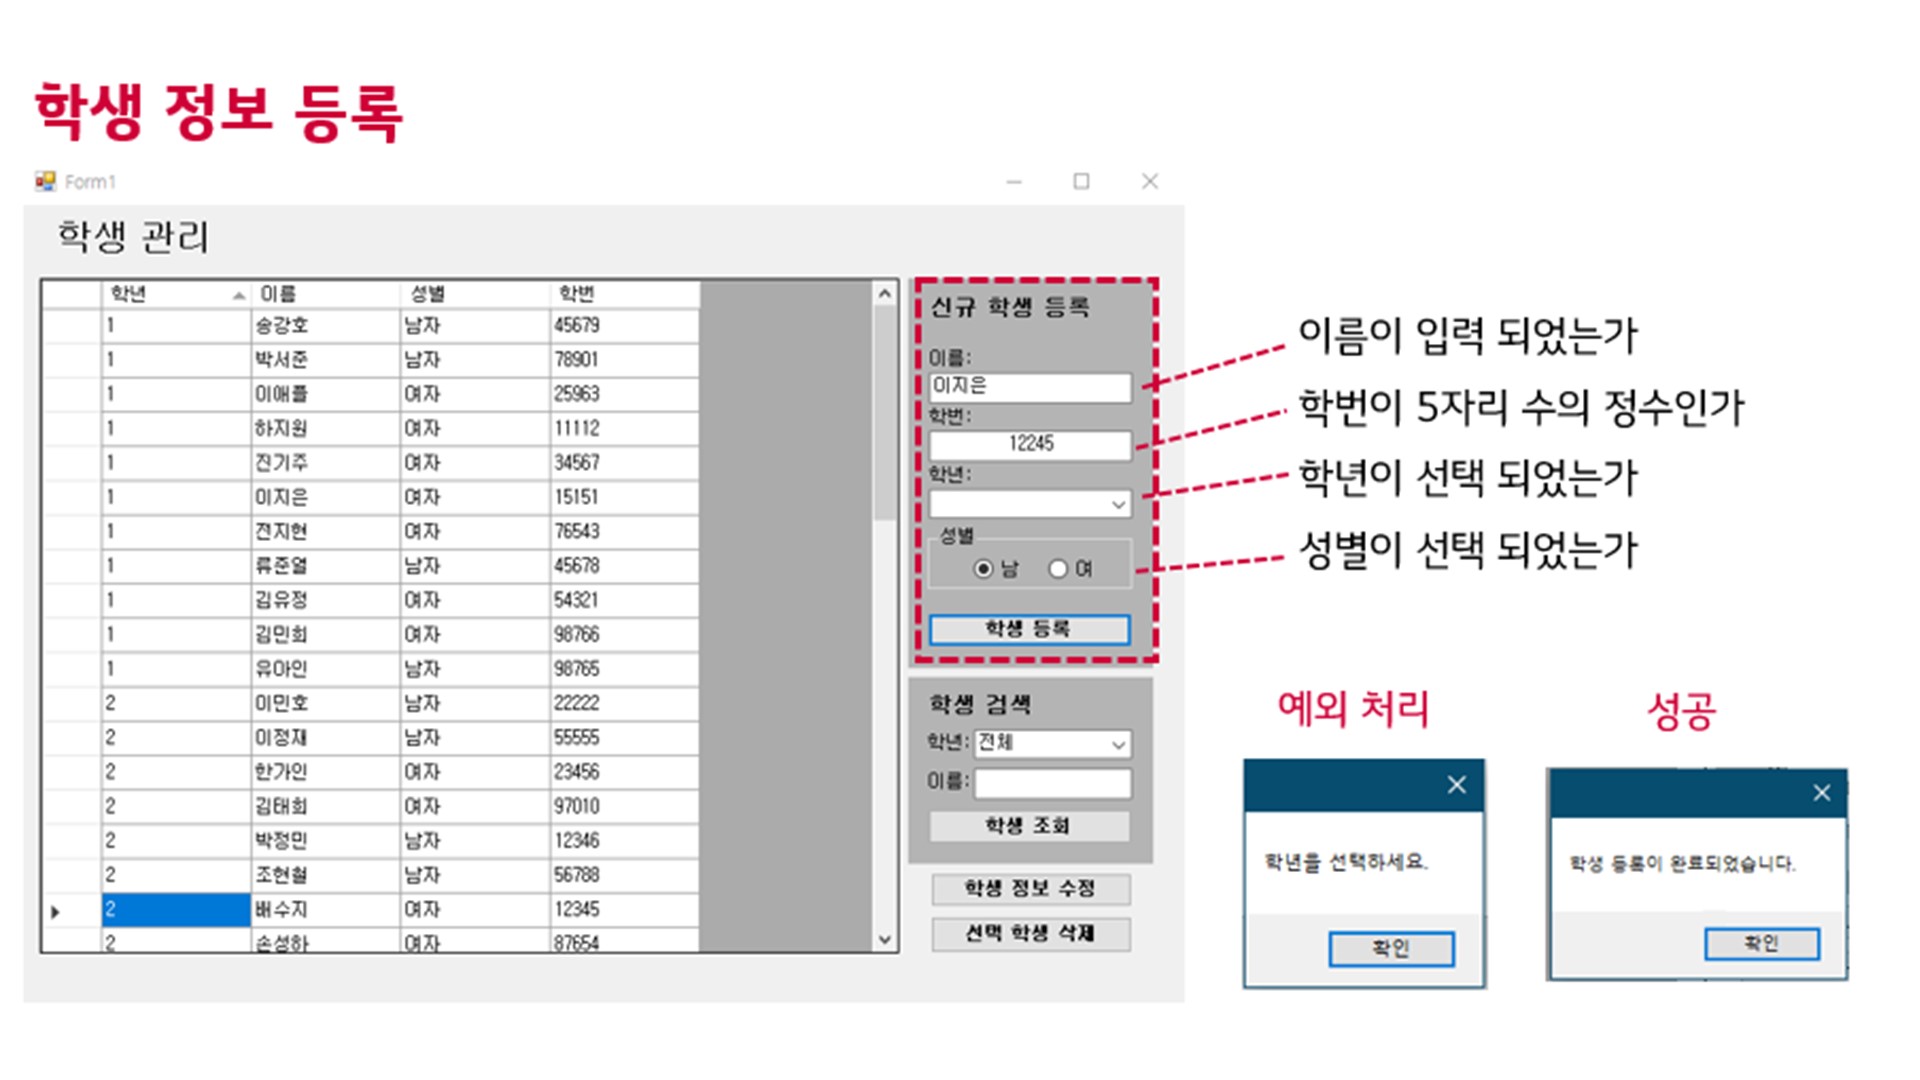 학생 정보 등록
Form1
학생 관리
학년 이름 성별 학번
1 송강호 남자 45679
1 박서준 남자 78901
1 이애플 여자 25963
1 하지원 여자 11112
1 진기주 여자 34567
1 이지은 여자 15151
1 전지현 여자 76543
1 류준열 남자 45678
1 김유정 여자 54321
1 김민희 여자 98766
1 유아인 남자 98765
2 이민호 남자 22222
2 이정재 남자 55555
2 한가인 여자 23456
2 김태희 여자 97010
2 박정민 남자 12346
2 조현철 남자 56788
2 배수지 여자 12345
2 손성하 여자 87654
신규 학생 등록
이름:
이지은
학번:
12245
학년:
성별
남 여
학생 등록
학생 검색
학년: 전체
이름:
학생 조회
학생 정보 수정
선택 학생 삭제
이름이 입력 되었는가
학번이 5자리 수의 정수인가
학년이 선택 되었는가
성별이 선택 되었는가
예외 처리
학년을 선택하세요.
확인
성공
학생 등록이 완료되었습니다.
확인